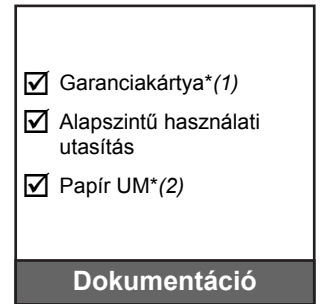 Garanciakártya*(1)
Alapszintű használati
utasítás
Papír UM*(2)
Dokumentáció